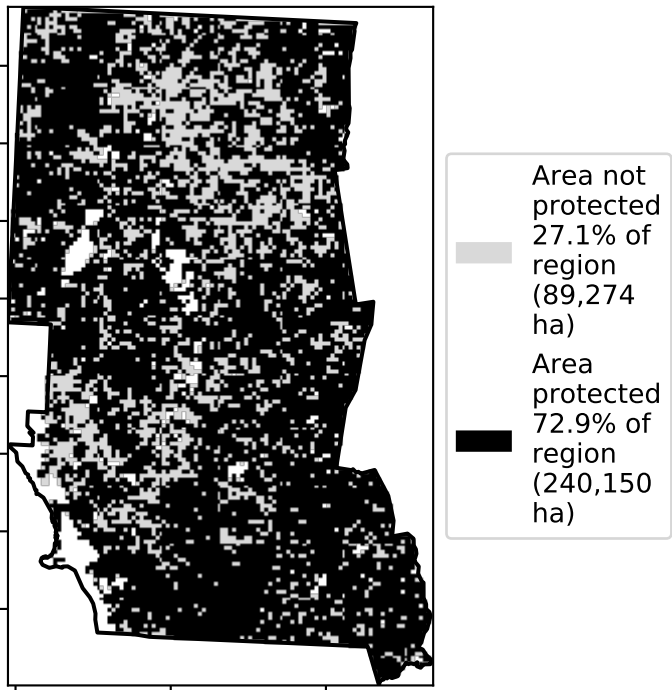 Area not
protected
27.1% of
region
(89,274
ha)
Area
protected
72.9% of
region
(240,150
ha)